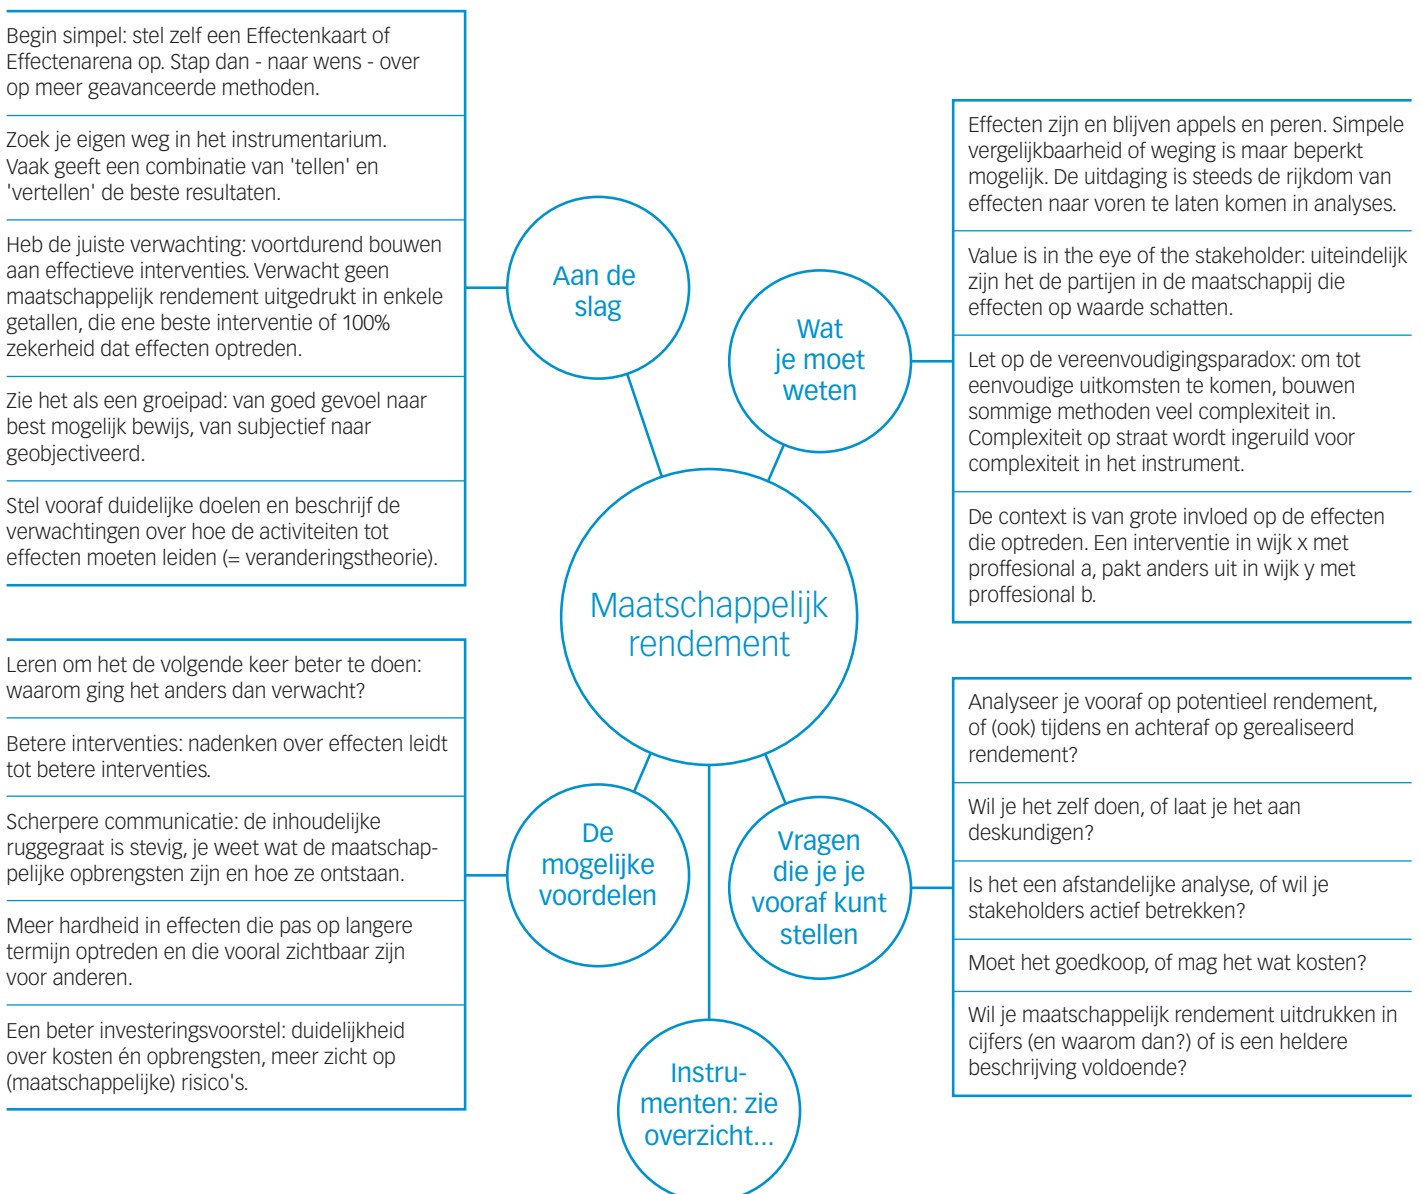 Begin simpel: stel zelf een Effectenkaart of
Effectenarena op. Stap dan - naar wens - over
op meer geavanceerde methoden.
Zoek je eigen weg in het instrumentarium.
Vaak geeft een combinatie van 'tellen' en
'vertellen' de beste resultaten.
Heb de juiste verwachting: voortdurend bouwen
aan effectieve interventies. Verwacht geen
maatschappelijk rendement uitgedrukt in enkele
getallen, die ene beste interventie of 100%
zekerheid dat effecten optreden.
Zie het als een groeipad: van goed gevoel naar
best mogelijk bewijs, van subjectief naar
geobjectiveerd.
Stel vooraf duidelijke doelen en beschrijf de
verwachtingen over hoe de activiteiten tot
effecten moeten leiden (= veranderingstheorie).
Aan de
slag
Wat
je moet
weten
Effecten zijn en blijven appels en peren. Simpele
vergelijkbaarheid of weging is maar beperkt
mogelijk. De uitdaging is steeds de rijkdom van
effecten naar voren te laten komen in analyses.
Value is in the eye of the stakeholder: uiteindelijk
zijn het de partijen in de maatschappij die
effecten op waarde schatten.
Let op de vereenvoudigingsparadox: om tot
eenvoudige uitkomsten te komen, bouwen
sommige methoden veel complexiteit in.
Complexiteit op straat wordt ingeruild voor
complexiteit in het instrument.
De context is van grote invloed op de effecten
die optreden. Een interventie in wijk x met
proffesional a, pakt anders uit in wijk y met
proffesional b.
Maatschappelijk
rendement
Leren om het de volgende keer beter te doen:
waarom ging het anders dan verwacht?
Betere interventies: nadenken over effecten leidt
tot betere interventies.
Scherpere communicatie: de inhoudelijke
ruggegraat is stevig, je weet wat de maatschap-
pelijke opbrengsten zijn en hoe ze ontstaan.
Meer hardheid in effecten die pas op langere
termijn optreden en die vooral zichtbaar zijn
voor anderen.
Een beter investeringsvoorstel: duidelijkheid
over kosten én opbrengsten, meer zicht op
(maatschappelijke) risico's.
De
mogelijke
voordelen
Vragen
die je je
vooraf kunt
stellen
Analyseer je vooraf op potentieel rendement,
of (ook) tijdens en achteraf op gerealiseerd
rendement?
Wil je het zelf doen, of laat je het aan
deskundigen?
Is het een afstandelijke analyse, of wil je
stakeholders actief betrekken?
Moet het goedkoop, of mag het wat kosten?
Wil je maatschappelijk rendement uitdrukken in
cijfers (en waarom dan?) of is een heldere
beschrijving voldoende?
Instru-
menten: zie
overzicht...